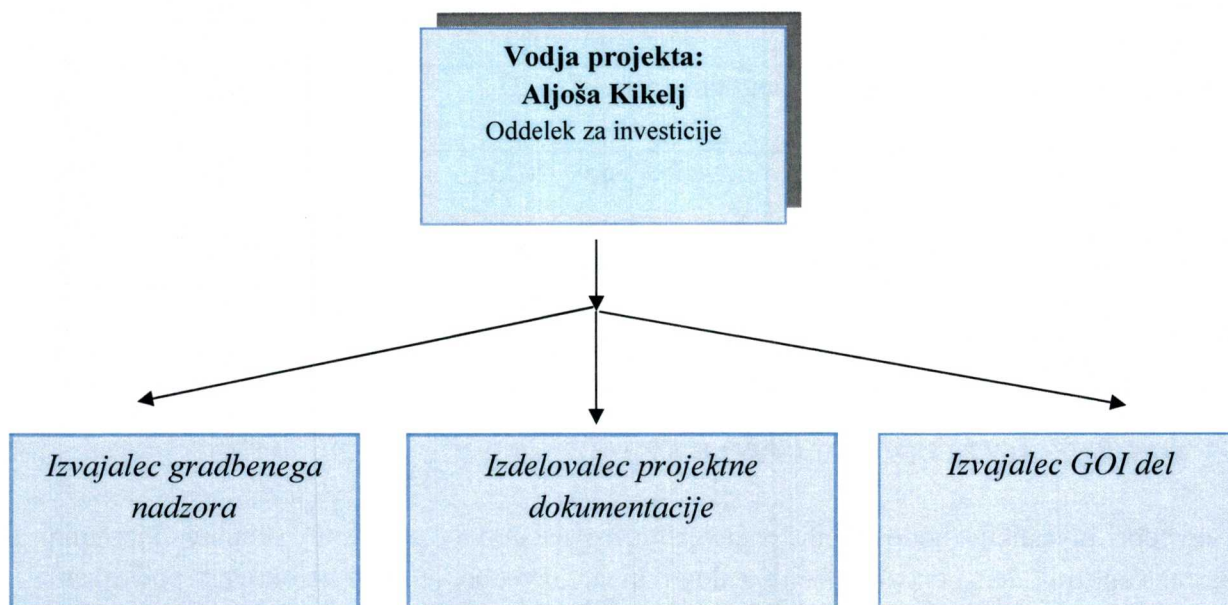 Vodja projekta:
Aljoša Kikelj
Oddelek za investicije
Izvajalec gradbenega
nadzora
Izdelovalec projektne
dokumentacije
Izvajalec GOI del